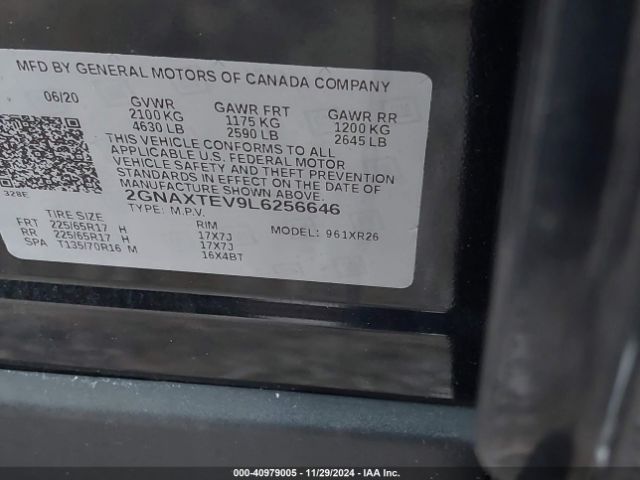 MFD BY GENERAL MOTORS OF CANADA COMPANY
06/20 GVWR GAWR FRT GAWR RR
2100 KG 1175 KG 1200 KG
4630 LB 2590 LB 2645 LB
THIS VEHICLE CONFORMS TO ALL
APPLICABLE U.S. FEDERAL MOTOR
VEHICLE SAFETY AND THEFT PREVENTION
STANDARDS IN EFFECT ON THE DATE
OF MANUFACTURE SHOWN ABOVE.
328E
2GNAXTEV9L6256646
TYPE: M.P.V.
TIRE SIZE RIM MODEL: 961XR26
FRT 225/65R17 H 17X7J
RR 225/65R17 H 17X7J
SPA T135/70R16 M 16X4BT
000-40979005 - 11/29/2024 - IAA Inc.